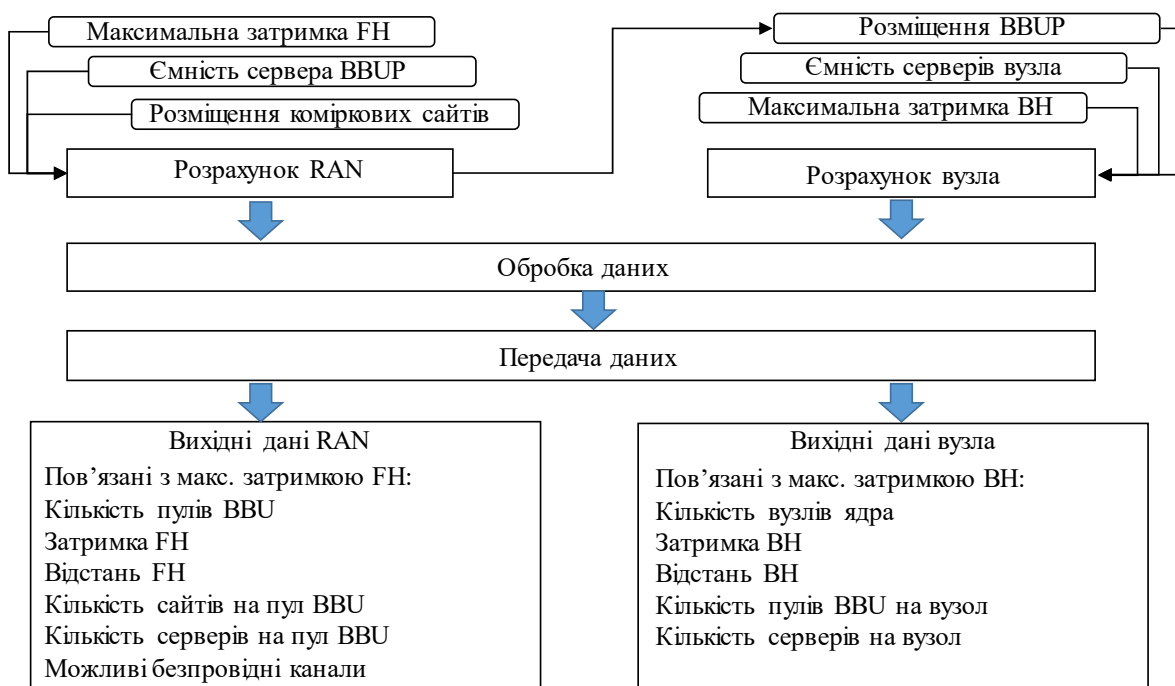 Максимальна затримка FH
Ємність сервера BBUP
Розміщення коміркових сайтів
Розрахунок RAN
Розміщення BBUP
Ємність серверів вузла
Максимальна затримка BH
Розрахунок вузла
Обробка даних
Передача даних
Вихідні дані RAN
Пов’язані з макс. затримкою FH:
Кількість пулів BBU
Затримка FH
Відстань FH
Кількість сайтів на пул BBU
Кількість серверів на пул BBU
Можливі безпровідні канали
Вихідні дані вузла
Пов’язані з макс. затримкою BH:
Кількість вузлів ядра
Затримка BH
Відстань BH
Кількість пулів BBU на вузол
Кількість серверів на вузол